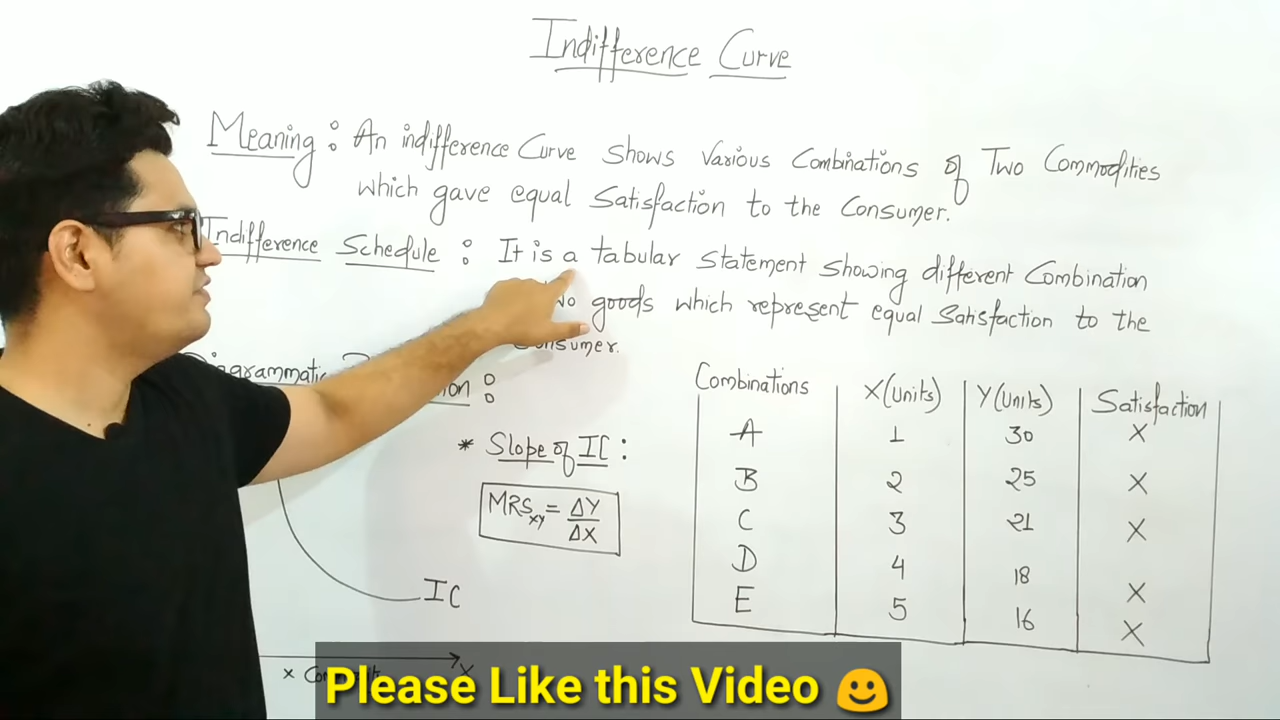 Indifference Curve
Meaning : An indifference Curve shows various Combinations of Two Commodities
which gave equal Satisfaction to the Consumer.
Indifference Schedule : It is a tabular statement showing different Combination
goods which represent equal Satisfaction to the
Consumer.
Diagrammatic
* Slope of IC :
MRSxy = ΔY
ΔX
IC
X
x
Combinations X(Units) Y(Units) Satisfaction
A 1 30 X
B 2 25 X
C 3 21 X
D 4 18 X
E 5 16 X
Please Like this Video 😃